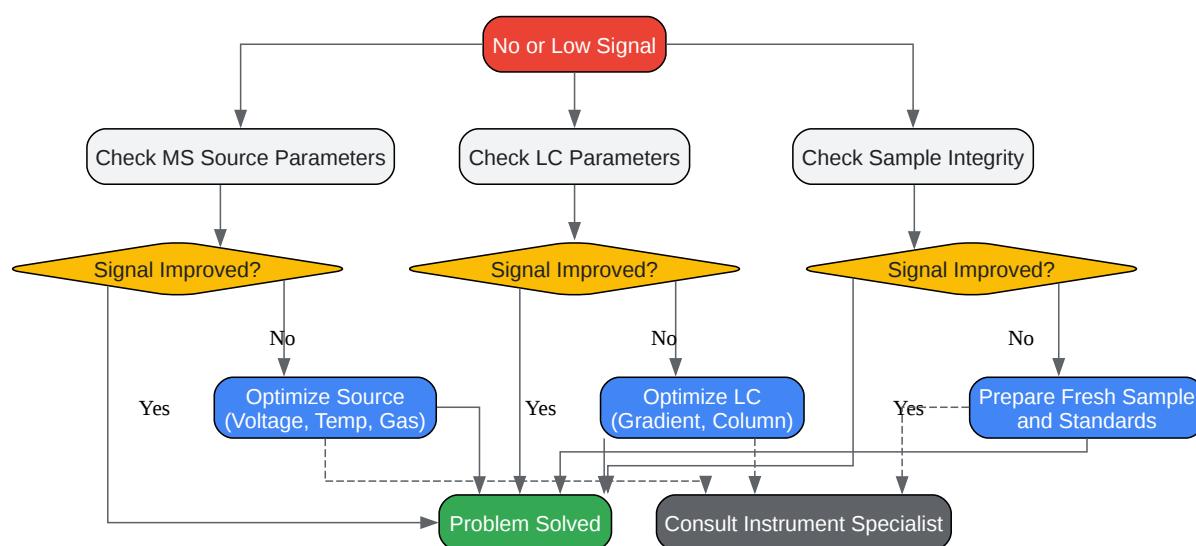 No or Low Signal
Check MS Source Parameters
Check LC Parameters
Check Sample Integrity
Signal Improved?
Signal Improved?
Signal Improved?
No
No
No
Optimize Source
(Voltage, Temp, Gas)
Optimize LC
(Gradient, Column)
Prepare Fresh Sample
and Standards
Yes
Yes
Yes
Problem Solved
Consult Instrument Specialist